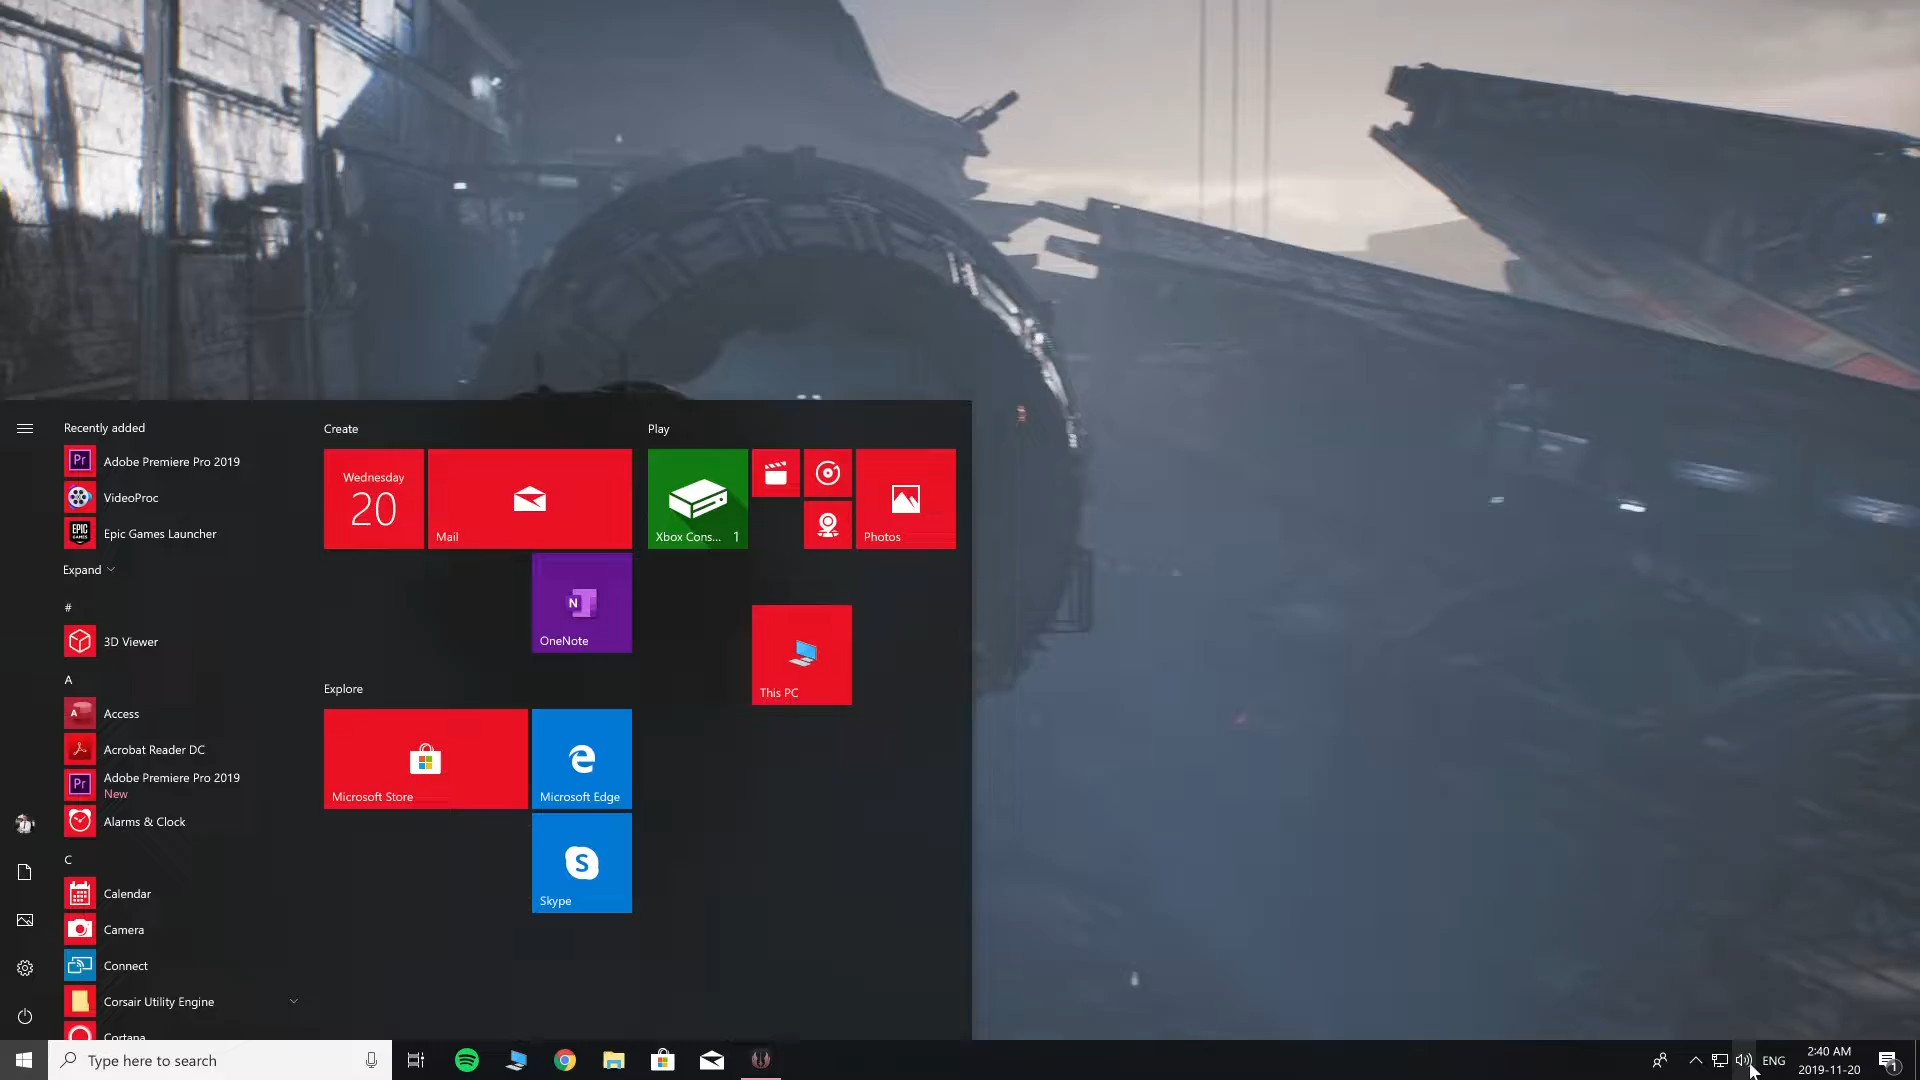 Recently added
Adobe Premiere Pro 2019
VideoProc
Epic Games Launcher
Expand
#
3D Viewer
A
Access
Acrobat Reader DC
Adobe Premiere Pro 2019
New
Alarms & Clock
C
Calendar
Camera
Connect
Corsair Utility Engine
Cortana
Create
Wednesday
20
Mail
OneNote
Explore
Microsoft Store
Microsoft Edge
Skype
Play
Xbox Cons... 1
Photos
This PC
Type here to search
ENG
2:40 AM
2019-11-20
1